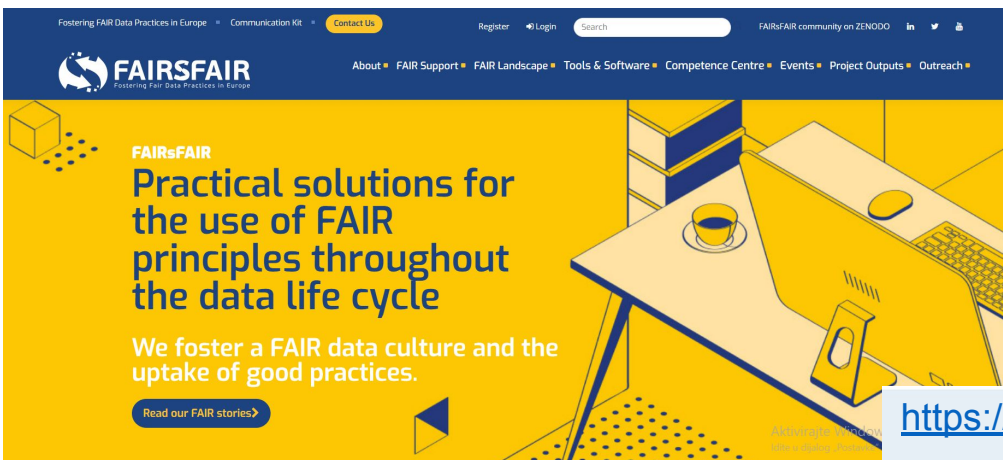 Fostering FAIR Data Practices in Europe Communication Kit Contact Us Register Login Search FAIRsFAIR community on ZENODO in
FAIRSFAIR
Fostering Fair Data Practices in Europe
About FAIR Support FAIR Landscape Tools & Software Competence Centre Events Project Outputs Outreach
FAIRsFAIR
Practical solutions for
the use of FAIR
principles throughout
the data life cycle
We foster a FAIR data culture and the
uptake of good practices.
Read our FAIR stories
Aktivirajte Window
https:/